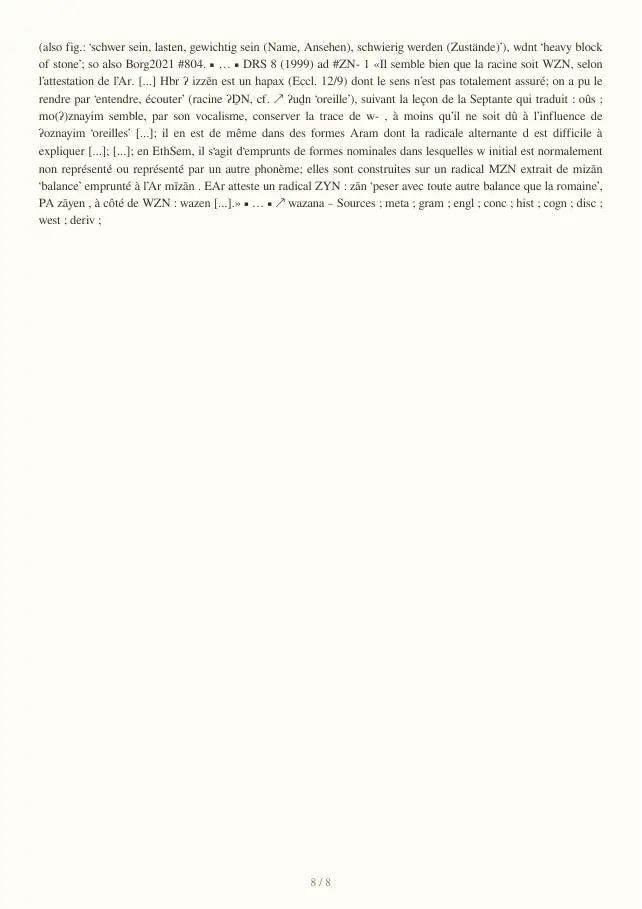 (also fig.: ‘schwer sein, lasten, gewichtig sein (Name, Ansehen), schwierig werden (Zustände)’), wdnt ‘heavy block
of stone’; so also Borg2021 #804. ▪ … ▪ DRS 8 (1999) ad #ZN- 1 «Il semble bien que la racine soit WZN, selon
l'attestation de l'Ar. [...] Hbr ʔ izzēn est un hapax (Eccl. 12/9) dont le sens n'est pas totalement assuré; on a pu le
rendre par ‘entendre, écouter’ (racine ʔḎN, cf. ↗ ʔuḏn ‘oreille’), suivant la leçon de la Septante qui traduit : oûs ;
mo(ʔ)znayim semble, par son vocalisme, conserver la trace de w- , à moins qu'il ne soit dû à l'influence de
ʔoznayim ‘oreilles’ [...]; il en est de même dans des formes Aram dont la radicale alternante d est difficile à
expliquer [...]; [...]; en EthSem, il s'agit d'emprunts de formes nominales dans lesquelles w initial est normalement
non représenté ou représenté par un autre phonème; elles sont construites sur un radical MZN extrait de mizān
‘balance’ emprunté à l'Ar mīzān . EAr atteste un radical ZYN : zān ‘peser avec toute autre balance que la romaine’,
PA zāyen , à côté de WZN : wazen [...].» ▪ … ▪ ↗ wazana – Sources ; meta ; gram ; engl ; conc ; hist ; cogn ; disc ;
west ; deriv ;
8 / 8